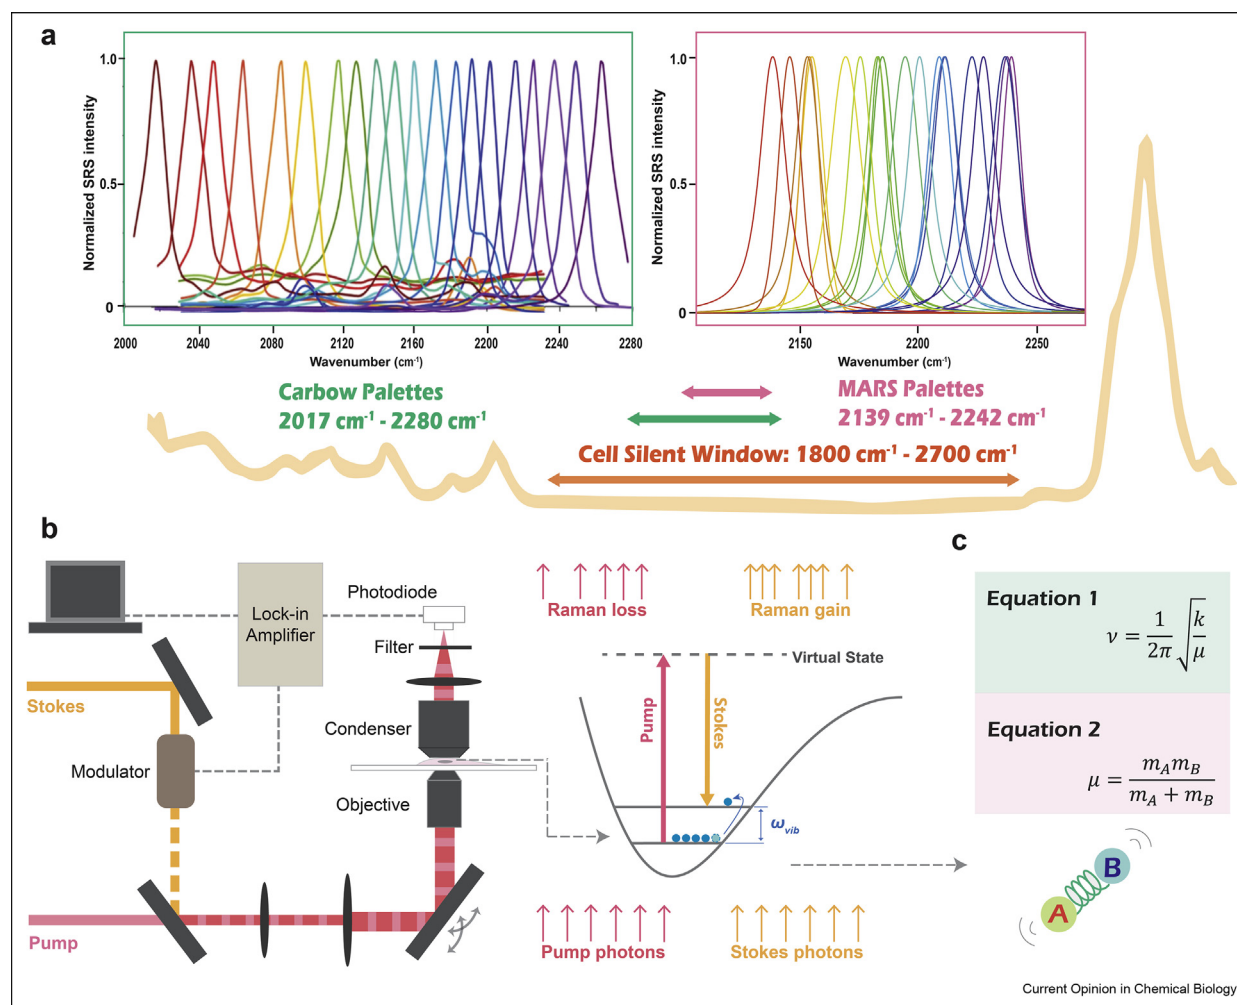 a
Normalized SRS intensity
1.0
0.5
0
2000 2040 2080 2120 2160 2200 2240 2280
Wavenumber (cm-1)
Normalized SRS intensity
1.0
0.5
0
2150 2200 2250
Wavenumber (cm-1)
Carbow Palettes
2017 cm-1 - 2280 cm-1
MARS Palettes
2139 cm-1 - 2242 cm-1
Cell Silent Window: 1800 cm-1 - 2700 cm-1
b
Lock-in
Amplifier
Photodiode
Filter
Stokes
Condenser
Modulator
Objective
Pump
Raman loss
Raman gain
Virtual State
Pump
Stokes
ωvib
Pump photons
Stokes photons
c
Equation 1
ν = 1/2π √k/μ
Equation 2
μ = mAmB/mA + mB
B
A
Current Opinion in Chemical Biology